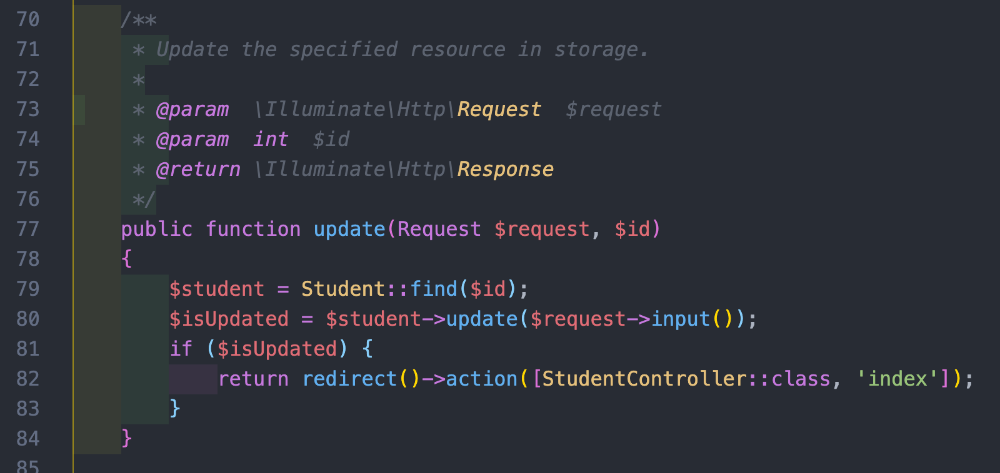 70 /**
71 * Update the specified resource in storage.
72 *
73 * @param  \Illuminate\Http\Request  $request
74 * @param  int  $id
75 * @return \Illuminate\Http\Response
76 */
77 public function update(Request $request, $id)
78 {
79 $student = Student::find($id);
80 $isUpdated = $student->update($request->input());
81 if ($isUpdated) {
82 return redirect()->action([StudentController::class, 'index']);
83 }
84 }
85